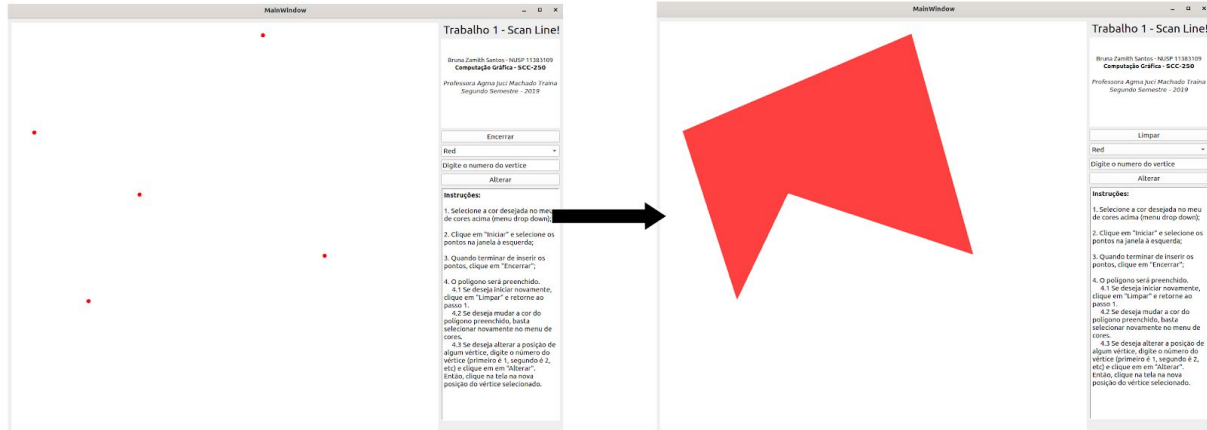 MainWindow
Trabalho 1 - Scan Line!
Bruna Zamith Santos - NUSP 11383109
Computação Gráfica - SCC-250
Professora Agma Juci Machado Traina
Segundo Semestre - 2019
Encerrar
Red
Digite o numero do vertice
Alterar
Instruções:
1. Selecione a cor desejada no meu
de cores acima (menu drop down);
2. Clique em "Iniciar" e selecione os
pontos na janela à esquerda;
3. Quando terminar de inserir os
pontos, clique em "Encerrar";
4. O polígono será preenchido.
4.1 Se deseja iniciar novamente,
clique em "Limpar" e retorne ao
passo 1.
4.2 Se deseja mudar a cor do
polígono preenchido, basta
selecionar novamente no menu de
cores.
4.3 Se deseja alterar a posição de
algum vértice, digite o número do
vértice (primeiro é 1, segundo é 2,
etc) e clique em em "Alterar".
Então, clique na tela na nova
posição do vértice selecionado.
MainWindow
Trabalho 1 - Scan Line!
Bruna Zamith Santos - NUSP 11383109
Computação Gráfica - SCC-250
Professora Agma Juci Machado Traina
Segundo Semestre - 2019
Limpar
Red
Digite o numero do vertice
Alterar
Instruções:
1. Selecione a cor desejada no meu
de cores acima (menu drop down);
2. Clique em "Iniciar" e selecione os
pontos na janela à esquerda;
3. Quando terminar de inserir os
pontos, clique em "Encerrar";
4. O polígono será preenchido.
4.1 Se deseja iniciar novamente,
clique em "Limpar" e retorne ao
passo 1.
4.2 Se deseja mudar a cor do
polígono preenchido, basta
selecionar novamente no menu de
cores.
4.3 Se deseja alterar a posição de
algum vértice, digite o número do
vértice (primeiro é 1, segundo é 2,
etc) e clique em em "Alterar".
Então, clique na tela na nova
posição do vértice selecionado.